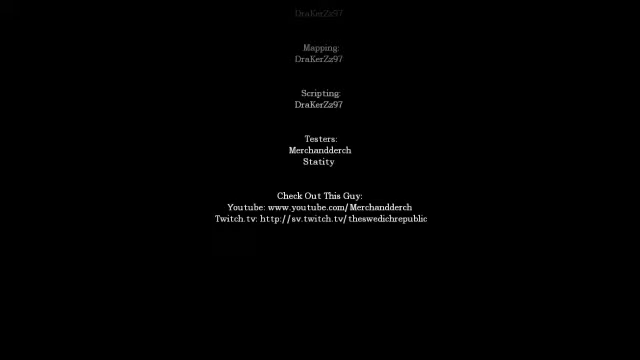 DraKerZz97
Mapping:
DraKerZz97
Scripting:
DraKerZz97
Testers:
Merchandderch
Statity
Check Out This Guy:
Youtube: www.youtube.com/Merchandderch
Twitch.tv: http://sv.twitch.tv/theswedichrepublic